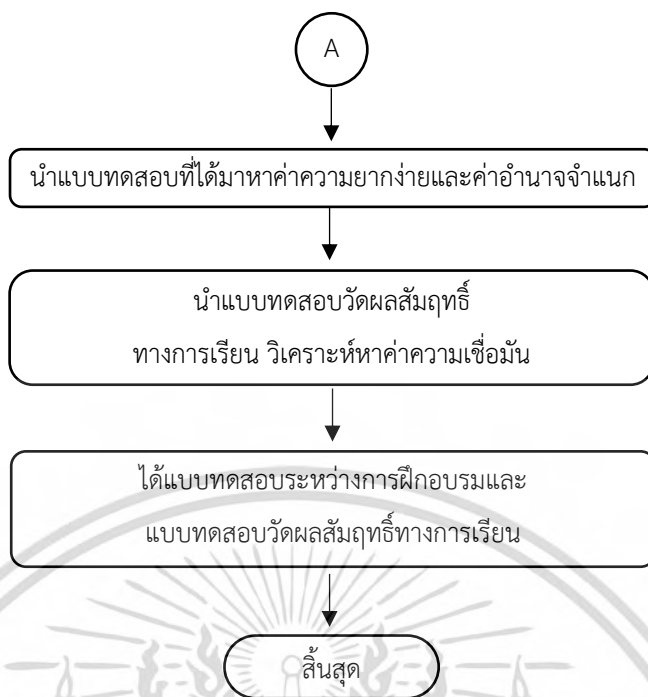 A
นำแบบทดสอบที่ได้มาหาค่าความยากง่ายและค่าอำนาจจำแนก
นำแบบทดสอบวัดผลสัมฤทธิ์
ทางการเรียน วิเคราะห์หาค่าความเชื่อมัน
ได้แบบทดสอบระหว่างการฝึกอบรมและ
แบบทดสอบวัดผลสัมฤทธิ์ทางการเรียน
สิ้นสุด